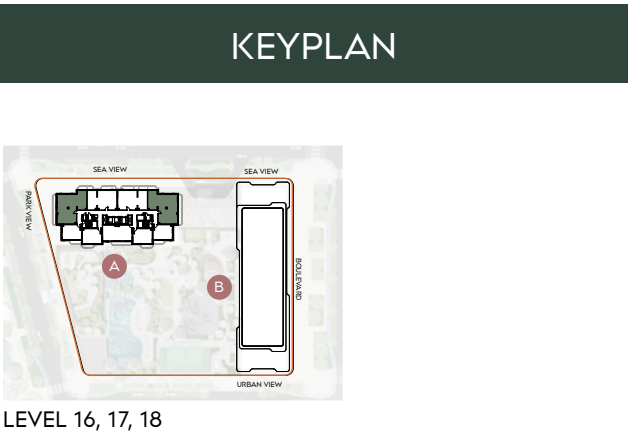 KEYPLAN
SEA VIEW
SEA VIEW
PARK VIEW
A
B
BOULEVARD
URBAN VIEW
LEVEL 16, 17, 18